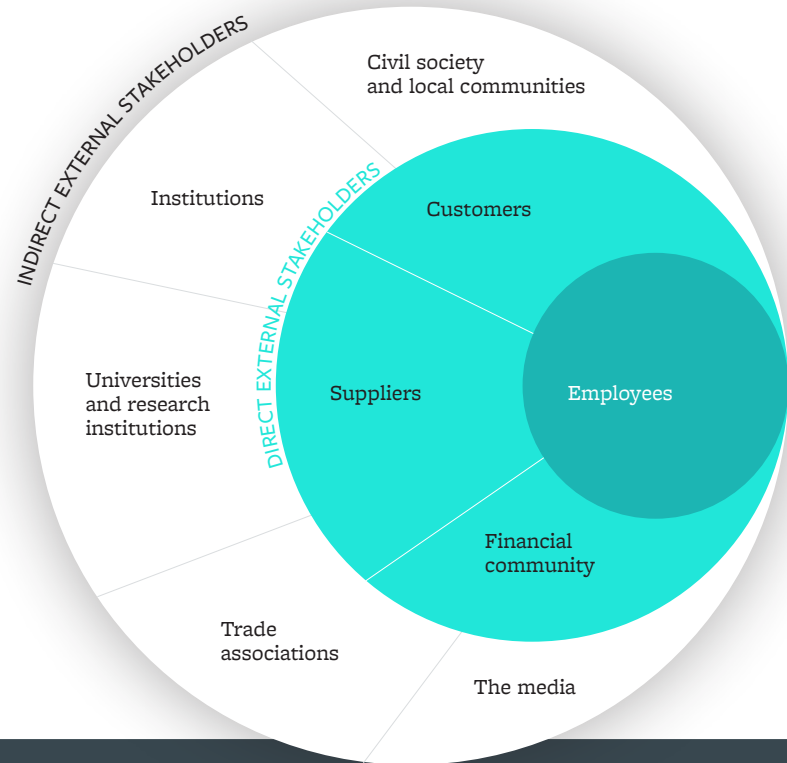 INDIRECT EXTERNAL STAKEHOLDERS
Civil society
and local communities
Institutions
DIRECT EXTERNAL STAKEHOLDERS
Customers
Universities
and research
institutions
Suppliers
Employees
Financial
community
Trade
associations
The media